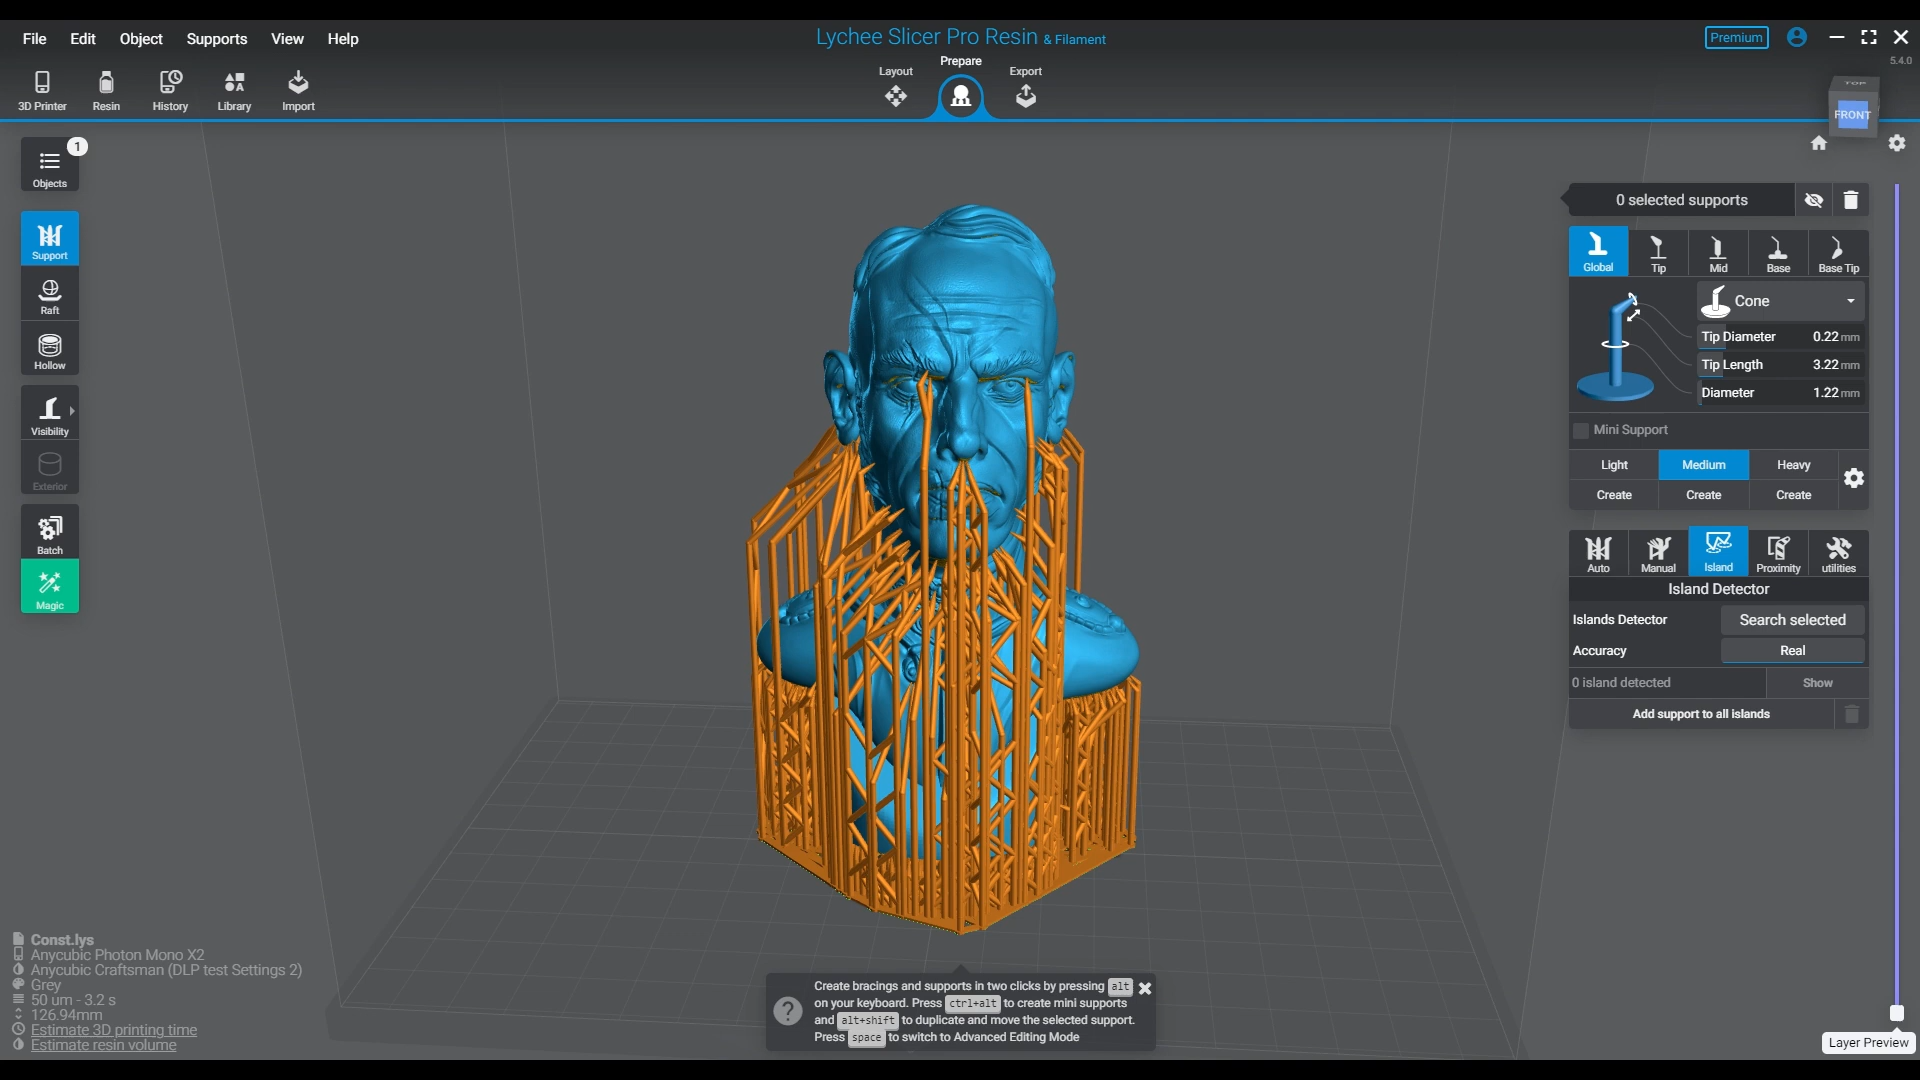 File Edit Object Supports View Help
Lychee Slicer Pro Resin & Filament
Premium
5.4.0
3D Printer Resin History Library Import
Layout Prepare Export
TOP
FRONT
1
Objects
Support
Raft
Hollow
Visibility
Exterior
Batch
Magic
0 selected supports
Global Tip Mid Base Base Tip
Cone
Tip Diameter 0.22 mm
Tip Length 3.22 mm
Diameter 1.22 mm
Mini Support
Light Medium Heavy
Create Create Create
Auto Manual Island Proximity utilities
Island Detector
Islands Detector Search selected
Accuracy Real
0 island detected Show
Add support to all islands
Const.lys
Anycubic Photon Mono X2
Anycubic Craftsman (DLP test Settings 2)
Grey
50 um - 3.2 s
126.94mm
Estimate 3D printing time
Estimate resin volume
Create bracings and supports in two clicks by pressing alt
on your keyboard. Press ctrl+alt to create mini supports
and alt+shift to duplicate and move the selected support.
Press space to switch to Advanced Editing Mode
Layer Preview